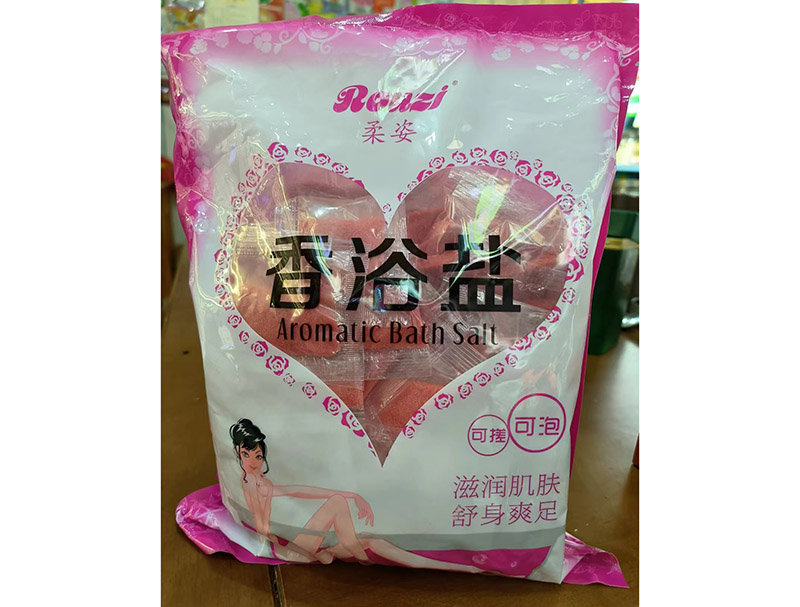 Rouzi®
柔姿
香浴盐
Aromatic Bath Salt
可搓
可泡
滋润肌肤
舒身爽足